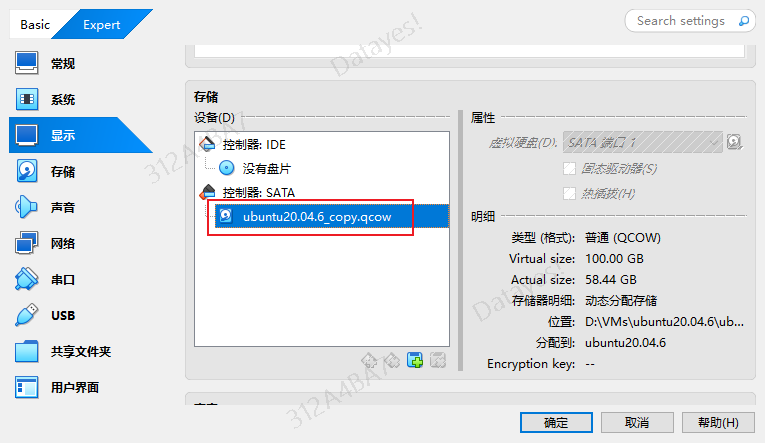 Basic
Expert
Search settings
常规
系统
显示
存储
声音
网络
串口
USB
共享文件夹
用户界面
存储
设备(D)
控制器: IDE
没有盘片
控制器: SATA
ubuntu20.04.6_copy.qcow
属性
虚拟硬盘(D): SATA 端口 1
固态驱动器(S)
热插拔(H)
明细
类型 (格式): 普通 (QCOW)
Virtual size: 100.00 GB
Actual size: 58.44 GB
存储器明细: 动态分配存储
位置: D:\VMs\ubuntu20.04.6\ub...
分配到: ubuntu20.04.6
Encryption key: --
确定
取消
帮助(H)
Datayes!
312A4BA7
Datayes!
312A4BA7